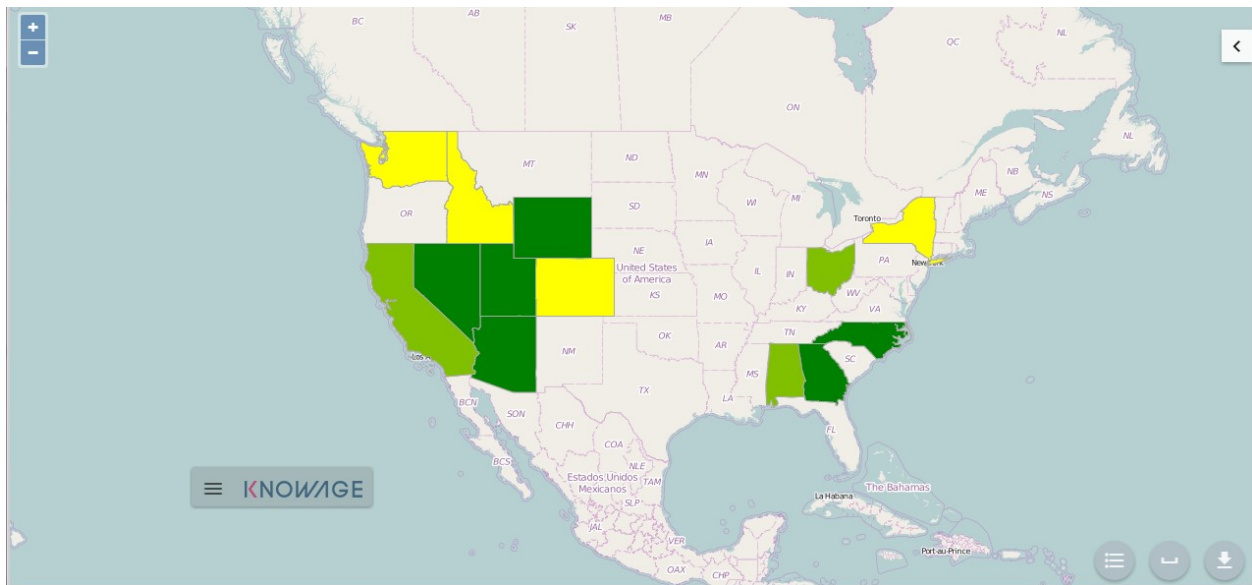 +
-
BC
AB
SK
MB
QC
NL
ON
NL
MT
ND
MN
NB
ME
NS
OR
SD
WI
MI
Toronto
NE
IA
United States
of America
IL
IN
PA
New York
KS
MO
KY
WV
VA
Los A
NM
OK
AR
TN
SC
MS
TX
LA
FL
BCN
SON
CHH
COA
BCS
NLE
Estados Unidos
Mexicanos
TAM
SLP
KNOWAGE
The Bahamas
La Habana
JAL
VER
Port-au-Prince
OAX
CHP